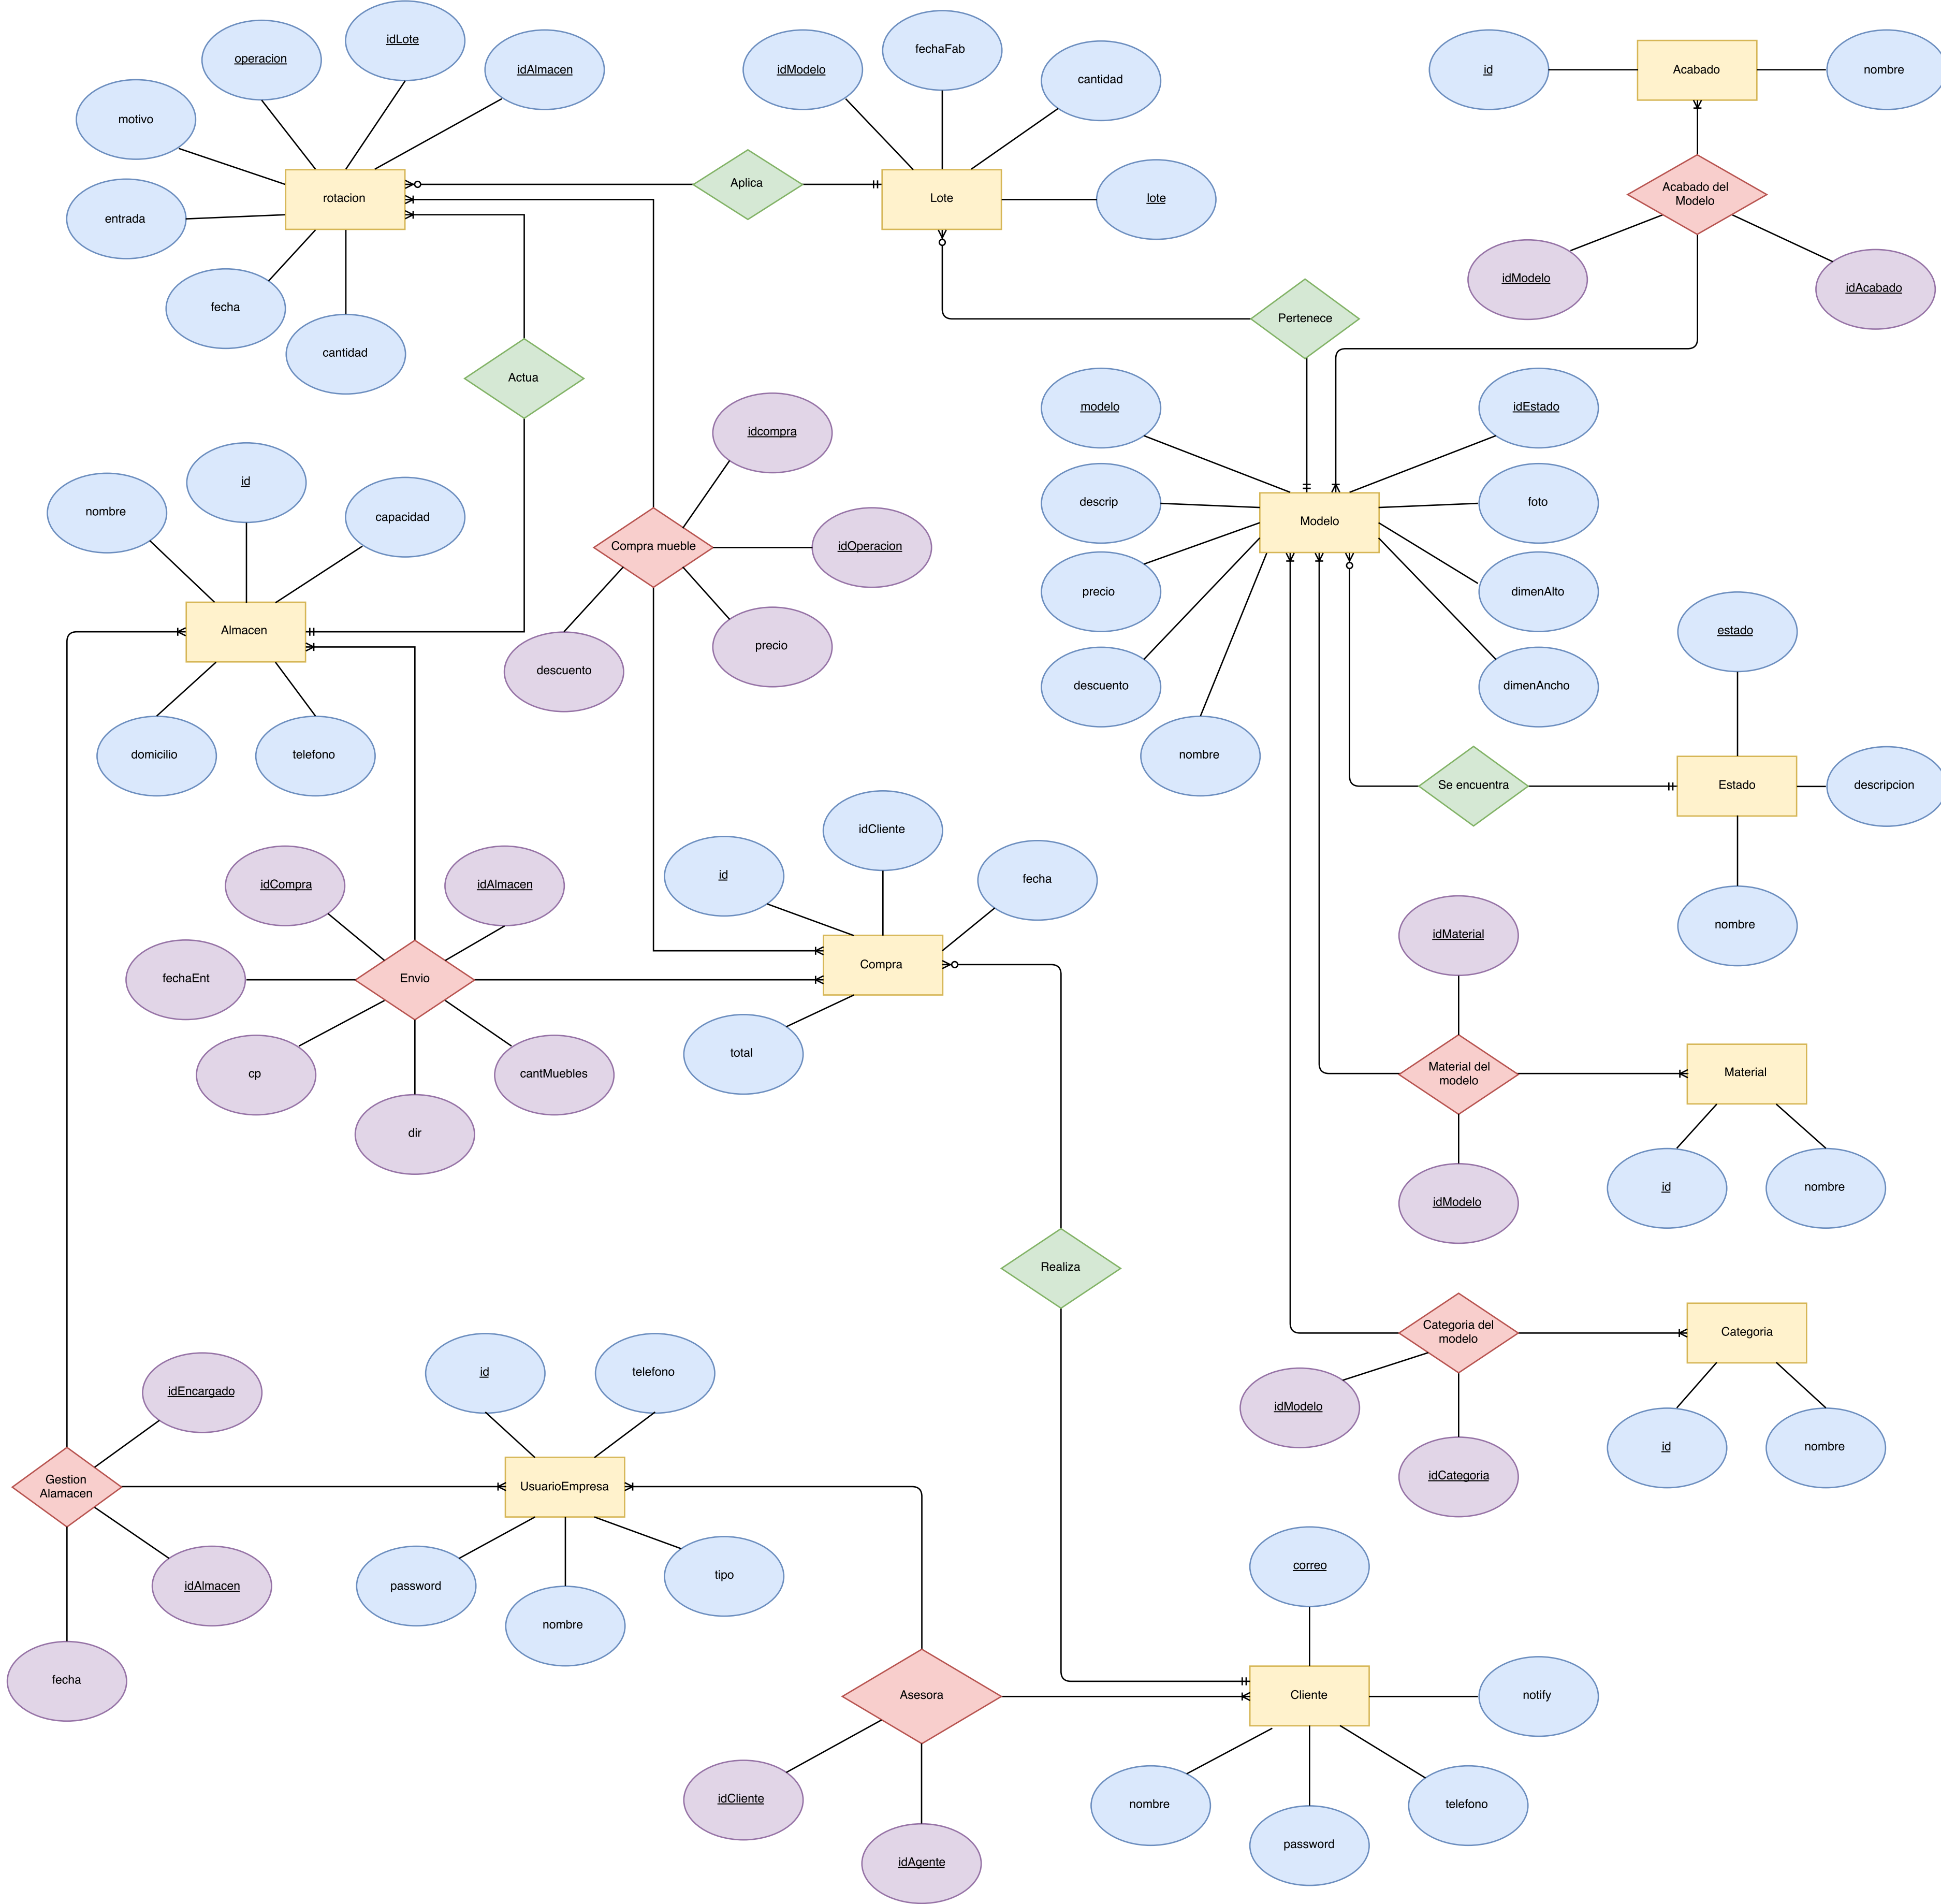 idLote
operacion
idAlmacen
motivo
entrada
rotacion
fecha
cantidad
Aplica
idModelo
fechaFab
cantidad
Lote
lote
id
Acabado
nombre
Acabado del
Modelo
idModelo
idAcabado
Pertenece
Actua
modelo
idEstado
descrip
foto
Modelo
precio
dimenAlto
descuento
dimenAncho
nombre
idcompra
Compra mueble
idOperacion
descuento
precio
nombre
id
capacidad
Almacen
domicilio
telefono
estado
Se encuentra
Estado
descripcion
nombre
idCompra
idAlmacen
fechaEnt
Envio
cp
cantMuebles
dir
id
idCliente
fecha
Compra
total
idMaterial
Material del
modelo
Material
idModelo
id
nombre
Realiza
Categoria del
modelo
Categoria
idModelo
idCategoria
id
nombre
idEncargado
Gestion
Alamacen
idAlmacen
fecha
id
telefono
UsuarioEmpresa
password
nombre
tipo
Asesora
idCliente
idAgente
correo
Cliente
notify
nombre
password
telefono